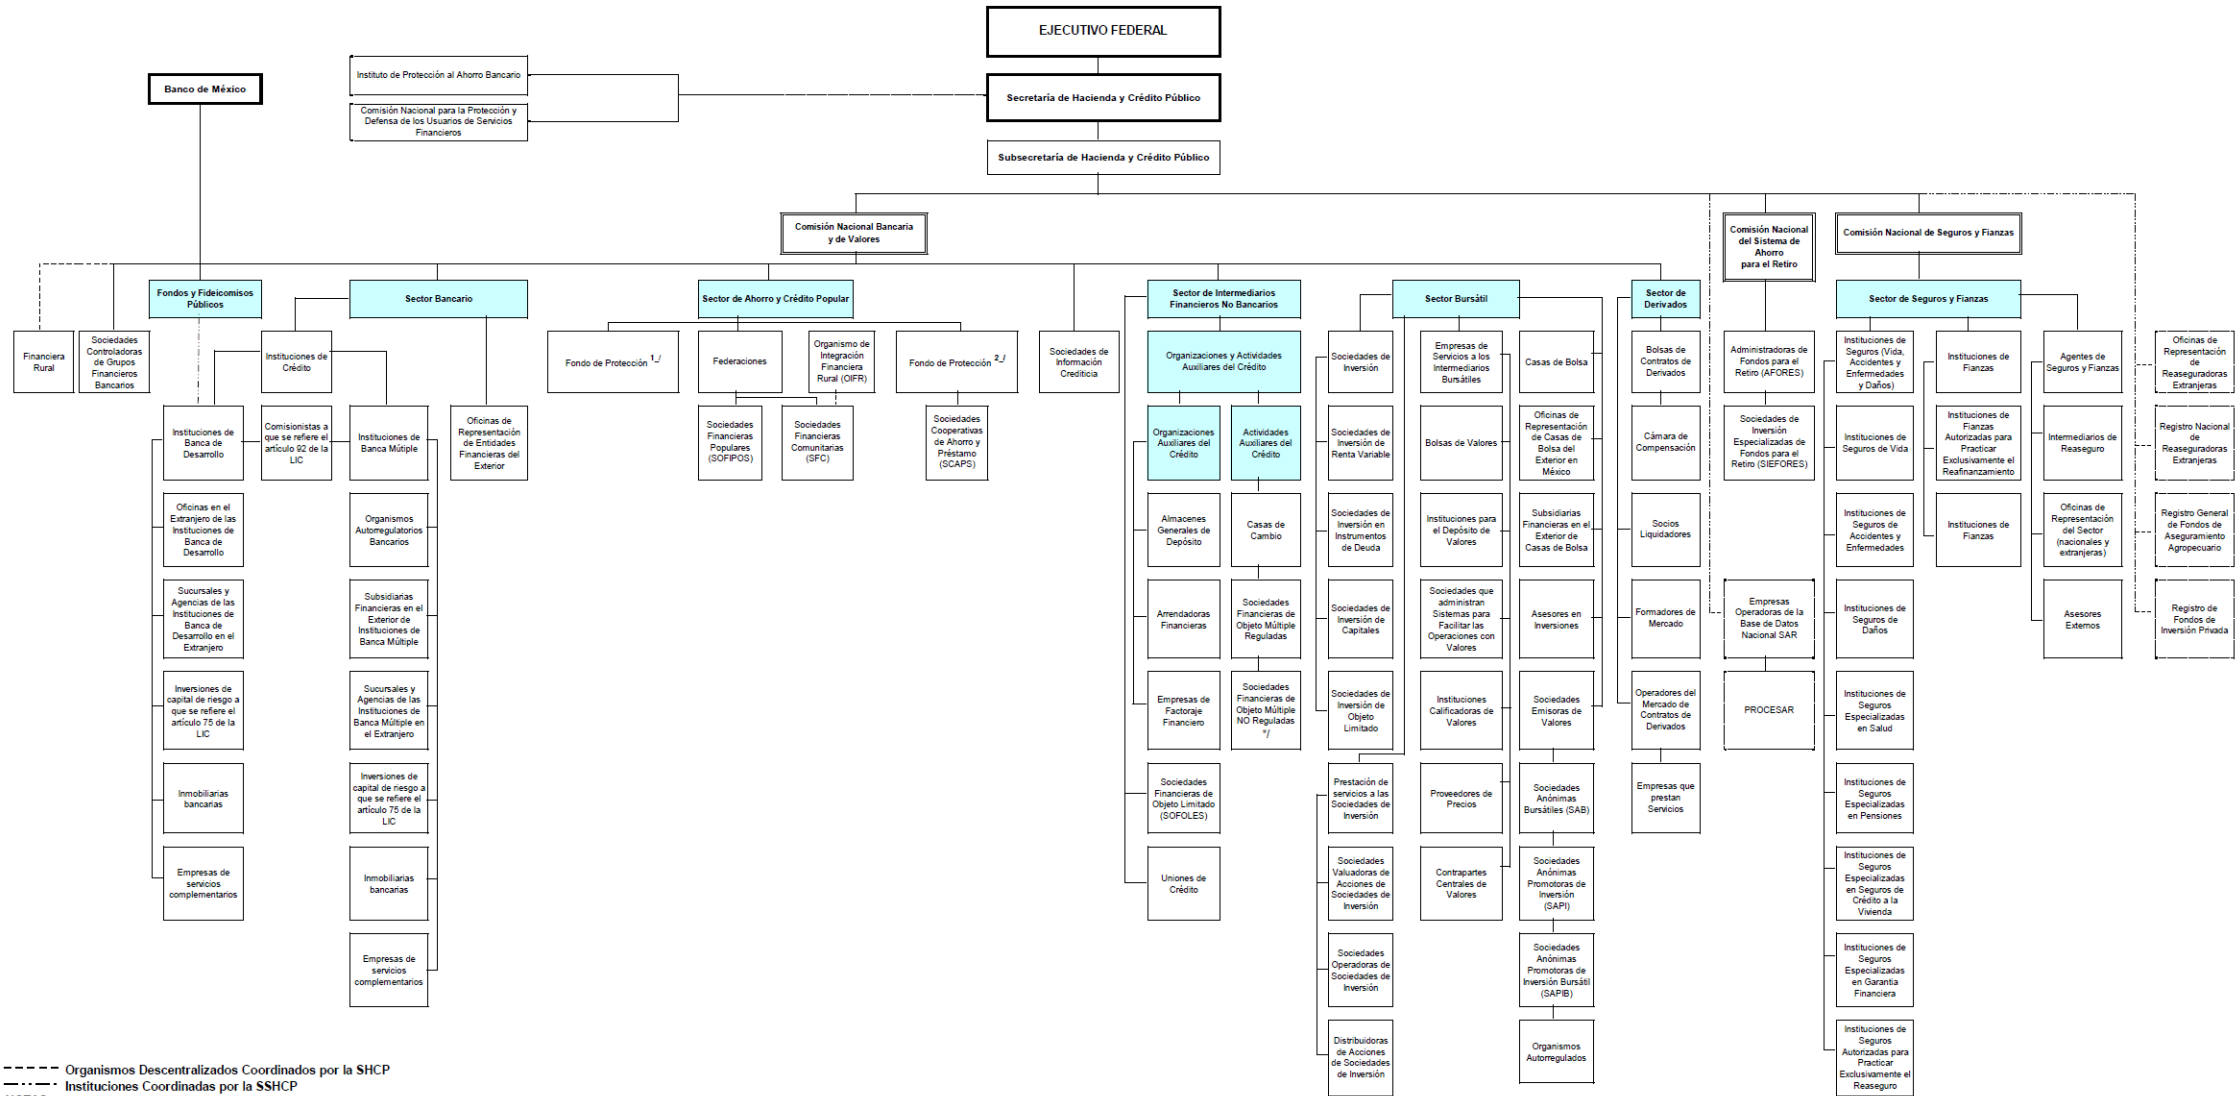 EJECUTIVO FEDERAL
Instituto de Protección al Ahorro Bancario
Banco de México
Secretaría de Hacienda y Crédito Público
Comisión Nacional para la Protección y
Defensa de los Usuarios de Servicios
Financieros
Subsecretaría de Hacienda y Crédito Público
Comisión Nacional Bancaria
y de Valores
Comisión Nacional
del Sistema de
Ahorro
para el Retiro
Comisión Nacional de Seguros y Fianzas
Fondos y Fideicomisos
Públicos
Sector Bancario
Sector de Ahorro y Crédito Popular
Sector de Intermediarios
Financieros No Bancarios
Sector Bursátil
Sector de
Derivados
Sector de Seguros y Fianzas
Financiera
Rural
Sociedades
Controladoras
de Grupos
Financieros
Bancarios
Instituciones de
Crédito
Fondo de Protección 1_/
Federaciones
Organismo de
Integración
Financiera
Rural (OIFR)
Fondo de Protección 2_/
Sociedades de
Información
Crediticia
Organizaciones y Actividades
Auxiliares del Crédito
Sociedades de
Inversión
Empresas de
Servicios a los
Intermediarios
Bursátiles
Casas de Bolsa
Bolsas de
Contratos de
Derivados
Administradoras de
Fondos para el
Retiro (AFORES)
Instituciones de
Seguros (Vida,
Accidentes y
Enfermedades
y Daños)
Instituciones de
Fianzas
Agentes de
Seguros y Fianzas
Oficinas de
Representación
de
Reaseguradoras
Extranjeras
Instituciones de
Banca de
Desarrollo
Comisionistas a
que se refiere el
artículo 92 de la
LIC
Instituciones de
Banca Mútiple
Oficinas de
Representación
de Entidades
Financieras del
Exterior
Sociedades
Financieras
Populares
(SOFIPOS)
Sociedades
Financieras
Comunitarias
(SFC)
Sociedades
Cooperativas
de Ahorro y
Préstamo
(SCAPS)
Organizaciones
Auxiliares del
Crédito
Actividades
Auxiliares del
Crédito
Sociedades de
Inversión de
Renta Variable
Bolsas de Valores
Oficinas de
Representación
de Casas de
Bolsa del
Exterior en
México
Cámara de
Compensación
Sociedades de
Inversión
Especializadas de
Fondos para el
Retiro (SIEFORES)
Instituciones de
Seguros de Vida
Instituciones de
Fianzas
Autorizadas para
Practicar
Exclusivamente el
Reafinanzamiento
Intermediarios de
Reaseguro
Registro Nacional
de
Reaseguradoras
Extranjeras
Oficinas en el
Extranjero de las
Instituciones de
Banca de
Desarrollo
Organismos
Autorregulatorios
Bancarios
Almacenes
Generales de
Depósito
Casas de
Cambio
Sociedades de
Inversión en
Instrumentos
de Deuda
Instituciones para
el Depósito de
Valores
Subsidiarias
Financieras en el
Exterior de
Casas de Bolsa
Socios
Liquidadores
Instituciones de
Seguros de
Accidentes y
Enfermedades
Instituciones de
Fianzas
Oficinas de
Representación
del Sector
(nacionales y
extranjeras)
Registro General
de Fondos de
Aseguramiento
Agropecuario
Sucursales y
Agencias de las
Instituciones de
Banca de
Desarrollo en el
Extranjero
Subsidiarias
Financieras en el
Exterior de
Instituciones de
Banca Múltiple
Arrendadoras
Financieras
Sociedades
Financieras de
Objeto Múltiple
Reguladas
Sociedades de
Inversión de
Capitales
Sociedades que
administran
Sistemas para
Facilitar las
Operaciones con
Valores
Asesores en
Inversiones
Formadores de
Mercado
Empresas
Operadoras de la
Base de Datos
Nacional SAR
Instituciones de
Seguros de
Daños
Asesores
Externos
Registro de
Fondos de
Inversión Privada
Inversiones de
capital de riesgo a
que se refiere el
artículo 75 de la
LIC
Sucursales y
Agencias de las
Instituciones de
Banca Múltiple en
el Extranjero
Empresas de
Factoraje
Financiero
Sociedades
Financieras de
Objeto Múltiple
NO Reguladas
*/
Sociedades de
Inversión de
Objeto
Limitado
Instituciones
Calificadoras de
Valores
Sociedades
Emisoras de
Valores
Operadores del
Mercado de
Contratos de
Derivados
PROCESAR
Instituciones de
Seguros
Especializadas
en Salud
Inmobiliarias
bancarias
Inversiones de
capital de riesgo a
que se refiere el
artículo 75 de la
LIC
Sociedades
Financieras de
Objeto Limitado
(SOFOLES)
Prestación de
servicios a las
Sociedades de
Inversión
Proveedores de
Precios
Sociedades
Anónimas
Bursátiles (SAB)
Empresas que
prestan
Servicios
Instituciones de
Seguros
Especializadas
en Pensiones
Empresas de
servicios
complementarios
Inmobiliarias
bancarias
Uniones de
Crédito
Sociedades
Valuadoras de
Acciones de
Sociedades de
Inversión
Contrapartes
Centrales de
Valores
Sociedades
Anónimas
Promotoras de
Inversión
(SAPI)
Instituciones de
Seguros
Especializadas
en Seguros de
Crédito a la
Vivienda
Empresas de
servicios
complementarios
Sociedades
Operadoras de
Sociedades de
Inversión
Sociedades
Anónimas
Promotoras de
Inversión Bursátil
(SAPIB)
Instituciones de
Seguros
Especializadas
en Garantía
Financiera
Distribuidoras
de Acciones
de Sociedades
de Inversión
Organismos
Autorregulados
Instituciones de
Seguros
Autorizadas para
Practicar
Exclusivamente el
Reaseguro
Organismos Descentralizados Coordinados por la SHCP
Instituciones Coordinadas por la SSHCP